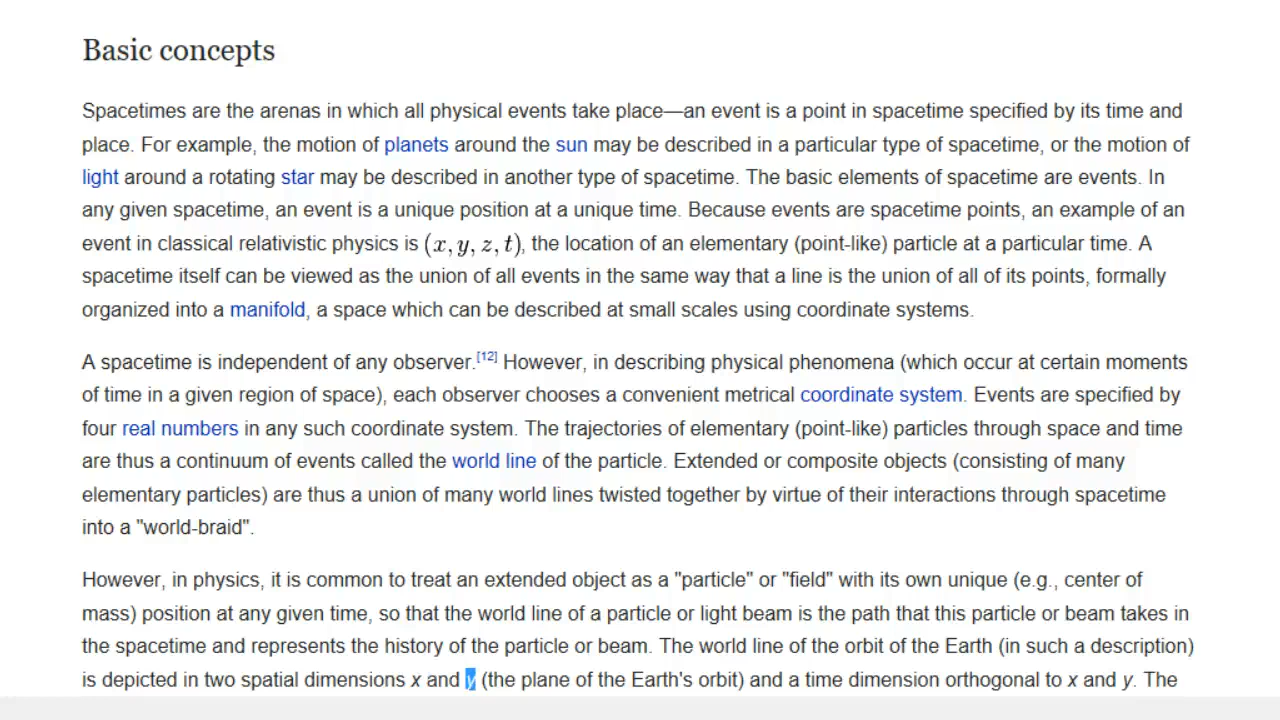 Basic concepts
Spacetimes are the arenas in which all physical events take place—an event is a point in spacetime specified by its time and
place. For example, the motion of planets around the sun may be described in a particular type of spacetime, or the motion of
light around a rotating star may be described in another type of spacetime. The basic elements of spacetime are events. In
any given spacetime, an event is a unique position at a unique time. Because events are spacetime points, an example of an
event in classical relativistic physics is (x, y, z, t), the location of an elementary (point-like) particle at a particular time. A
spacetime itself can be viewed as the union of all events in the same way that a line is the union of all of its points, formally
organized into a manifold, a space which can be described at small scales using coordinate systems.
A spacetime is independent of any observer.[12] However, in describing physical phenomena (which occur at certain moments
of time in a given region of space), each observer chooses a convenient metrical coordinate system. Events are specified by
four real numbers in any such coordinate system. The trajectories of elementary (point-like) particles through space and time
are thus a continuum of events called the world line of the particle. Extended or composite objects (consisting of many
elementary particles) are thus a union of many world lines twisted together by virtue of their interactions through spacetime
into a "world-braid".
However, in physics, it is common to treat an extended object as a "particle" or "field" with its own unique (e.g., center of
mass) position at any given time, so that the world line of a particle or light beam is the path that this particle or beam takes in
the spacetime and represents the history of the particle or beam. The world line of the orbit of the Earth (in such a description)
is depicted in two spatial dimensions x and y (the plane of the Earth's orbit) and a time dimension orthogonal to x and y. The